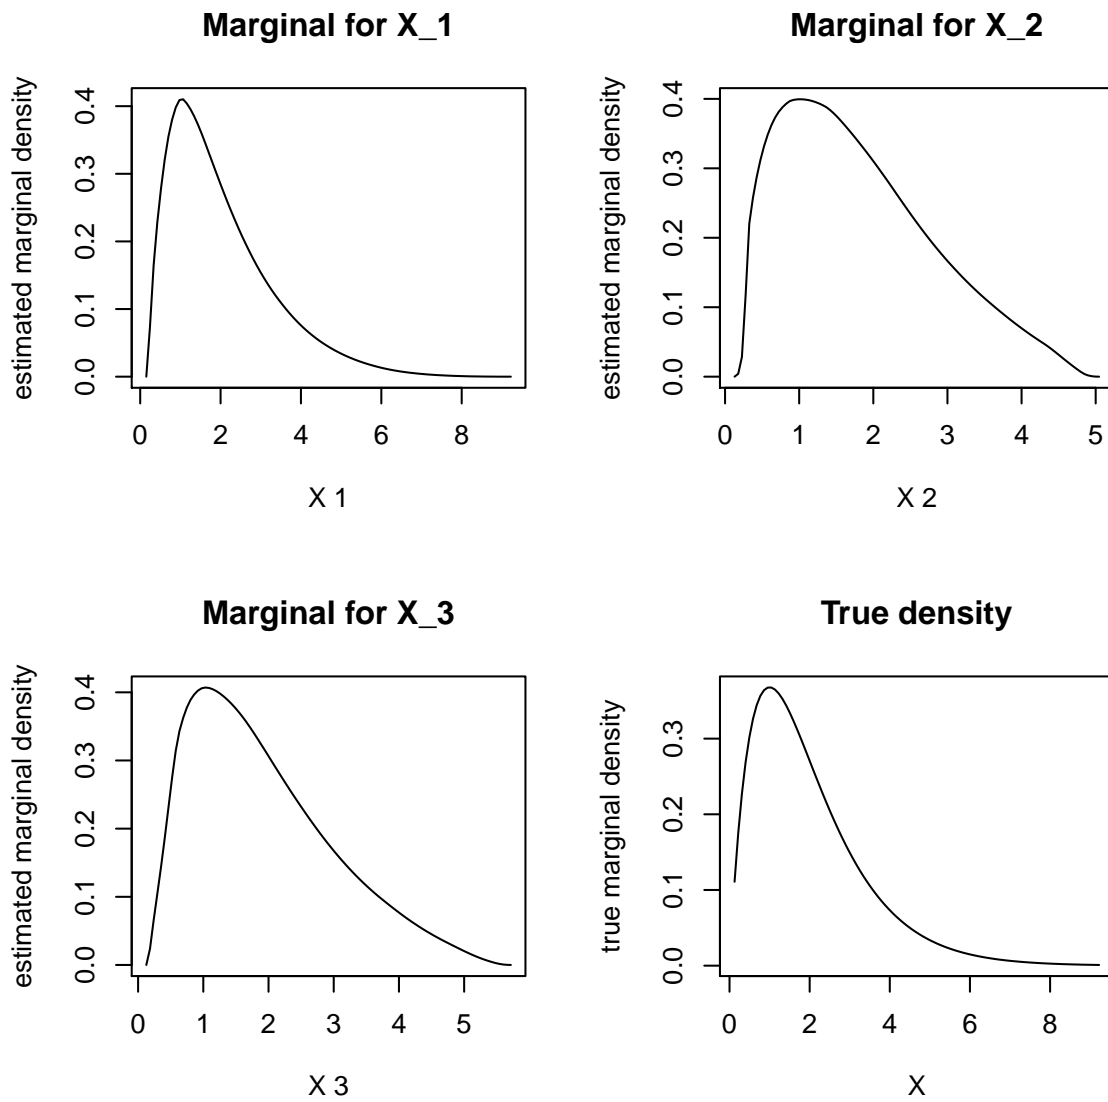 Marginal for X_1
estimated marginal density
0.0 0.1 0.2 0.3 0.4
0 2 4 6 8
X 1
Marginal for X_2
estimated marginal density
0.0 0.1 0.2 0.3 0.4
0 1 2 3 4 5
X 2
Marginal for X_3
estimated marginal density
0.0 0.1 0.2 0.3 0.4
0 1 2 3 4 5
X 3
True density
true marginal density
0.0 0.1 0.2 0.3
0 2 4 6 8
X